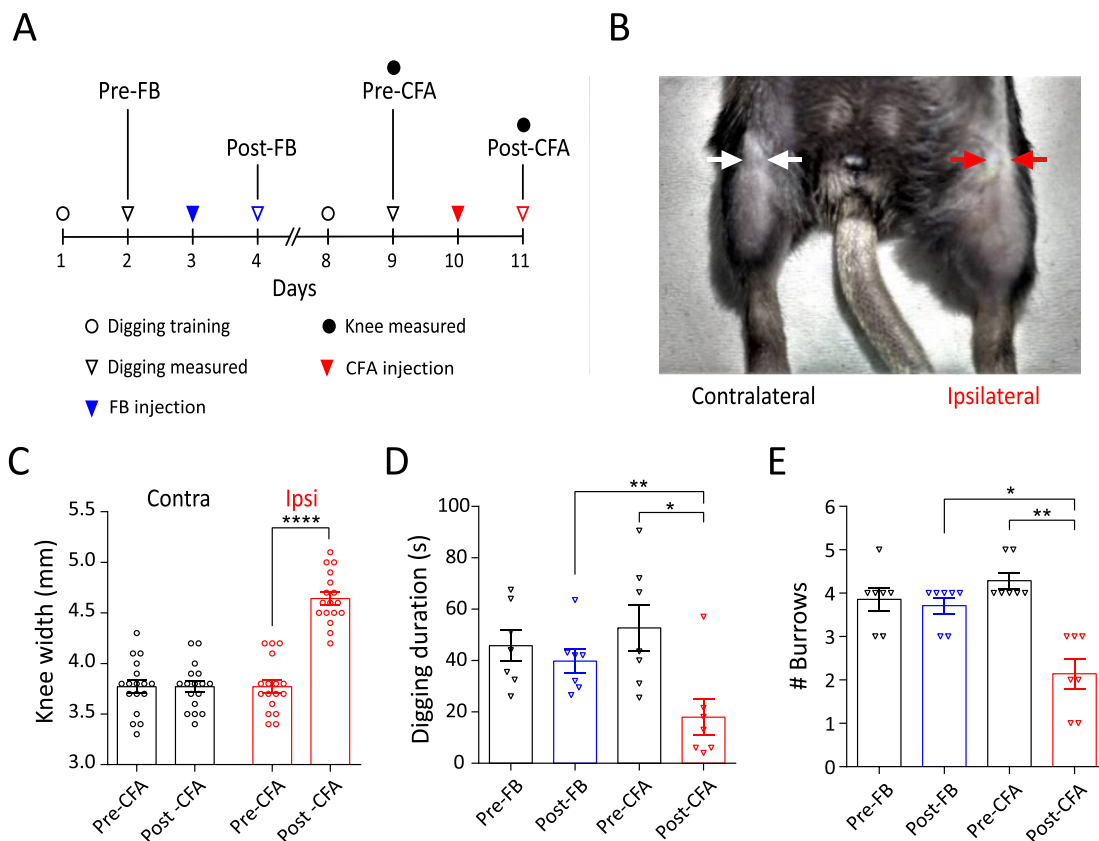 A
Pre-FB
Pre-CFA
Post-FB
Post-CFA
1 2 3 4 8 9 10 11
Days
Digging training
Knee measured
Digging measured
CFA injection
FB injection
B
Contralateral
Ipsilateral
C
Contra
Ipsi
****
Knee width (mm)
5.5
5.0
4.5
4.0
3.5
3.0
Pre-CFA
Post -CFA
Pre-CFA
Post -CFA
D
**
*
Digging duration (s)
100
80
60
40
20
0
Pre-FB
Post-FB
Pre-CFA
Post-CFA
E
*
**
# Burrows
6
5
4
3
2
1
0
Pre-FB
Post-FB
Pre-CFA
Post-CFA